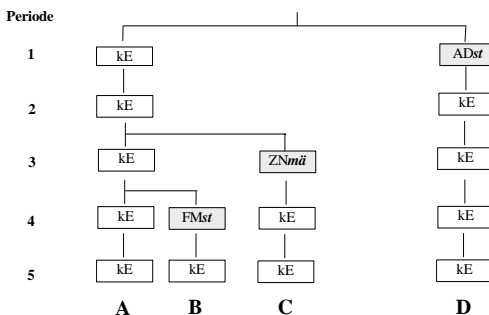 Periode
1 kE ADst
2 kE kE
3 kE ZNmä kE
4 kE FMst kE kE
5 kE kE kE kE
A B C D